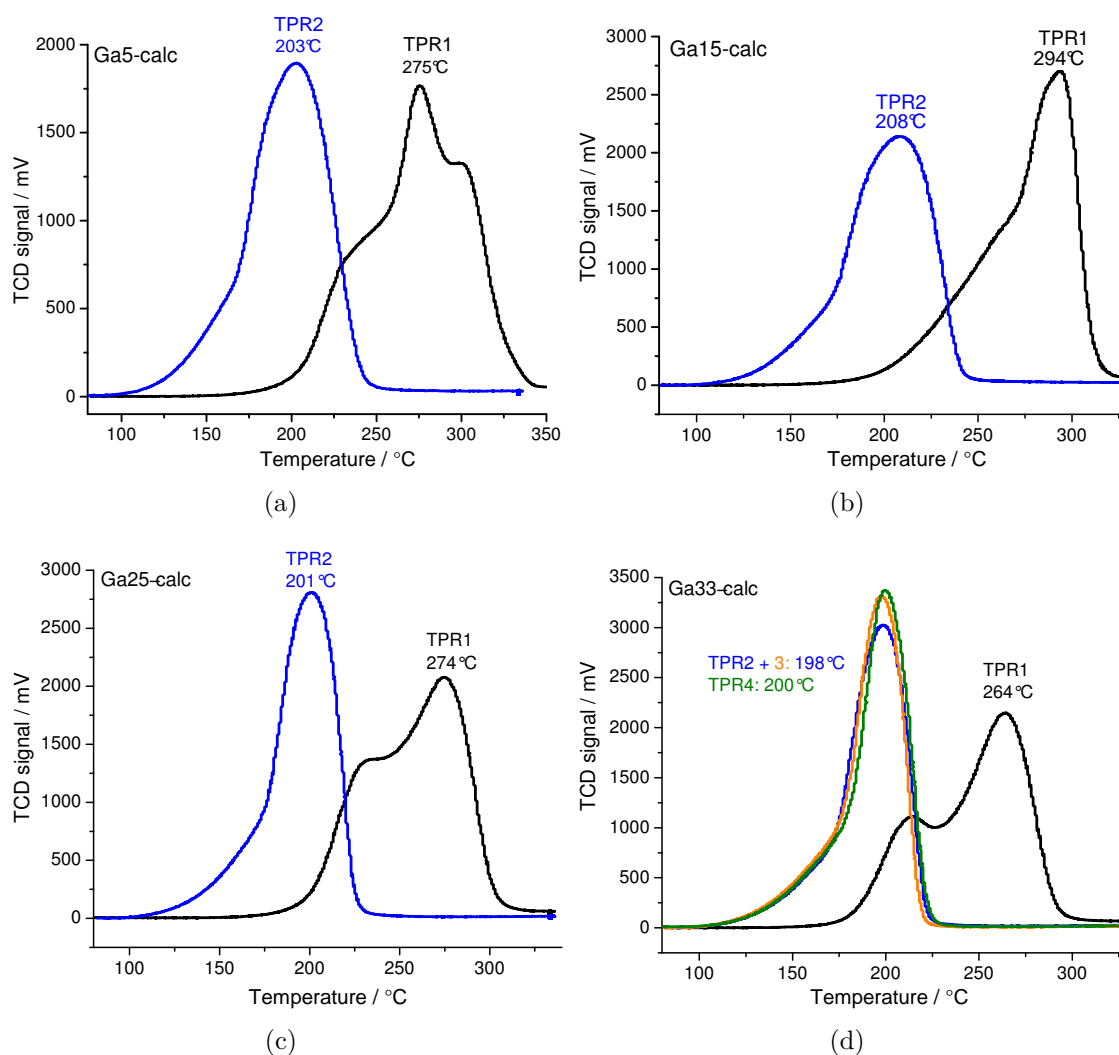 Ga5-calc
TPR2
203°C
TPR1
275°C
2000
1500
1000
500
0
TCD signal / mV
100 150 200 250 300 350
Temperature / °C
(a)
Ga15-calc
TPR2
208°C
TPR1
294°C
3000
2500
2000
1500
1000
500
0
TCD signal / mV
100 150 200 250 300
Temperature / °C
(b)
Ga25-calc
TPR2
201°C
TPR1
274°C
3000
2500
2000
1500
1000
500
0
TCD signal / mV
100 150 200 250 300
Temperature / °C
(c)
Ga33-calc
TPR2 + 3: 198°C
TPR4: 200°C
TPR1
264°C
3500
3000
2500
2000
1500
1000
500
0
TCD signal / mV
100 150 200 250 300
Temperature / °C
(d)